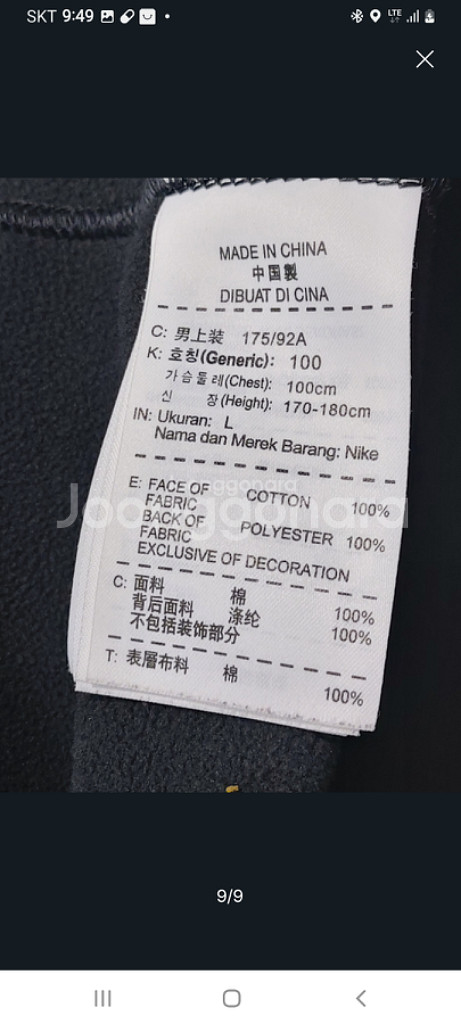 SKT 9:49
LTE
MADE IN CHINA
中国製
DIBUAT DI CINA
C: 男上装 175/92A
K: 호칭(Generic): 100
가슴둘레(Chest): 100cm
신 장(Height): 170-180cm
IN: Ukuran: L
Nama dan Merek Barang: Nike
Joonggonara
Joonggonara
E: FACE OF FABRIC COTTON 100%
BACK OF FABRIC POLYESTER 100%
EXCLUSIVE OF DECORATION
C: 面料 棉 100%
背后面料 涤纶 100%
不包括装饰部分
T: 表層布料 棉 100%
9/9